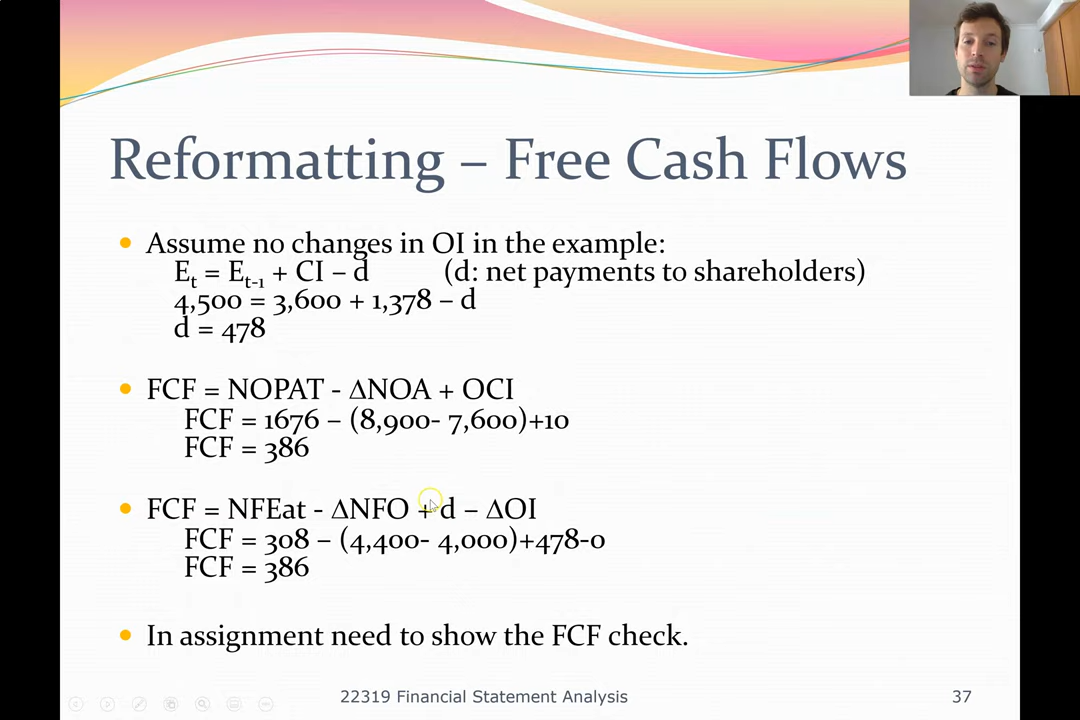 Reformatting – Free Cash Flows
• Assume no changes in OI in the example:
Et = Et-1 + CI – d (d: net payments to shareholders)
4,500 = 3,600 + 1,378 – d
d = 478
• FCF = NOPAT - ∆NOA + OCI
FCF = 1676 – (8,900- 7,600)+10
FCF = 386
• FCF = NFEat - ∆NFO + d – ∆OI
FCF = 308 – (4,400- 4,000)+478-0
FCF = 386
• In assignment need to show the FCF check.
22319 Financial Statement Analysis 37